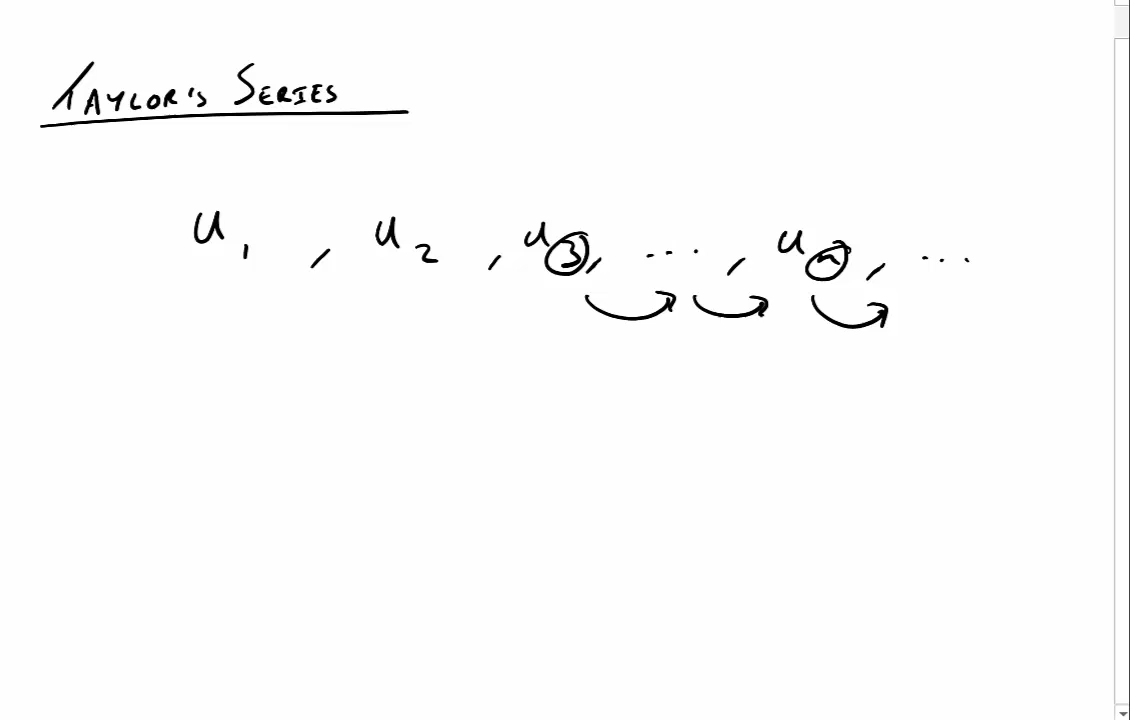 TAYLOR'S SERIES
u₁ , u₂ , u₃ , ... , uₙ , ...